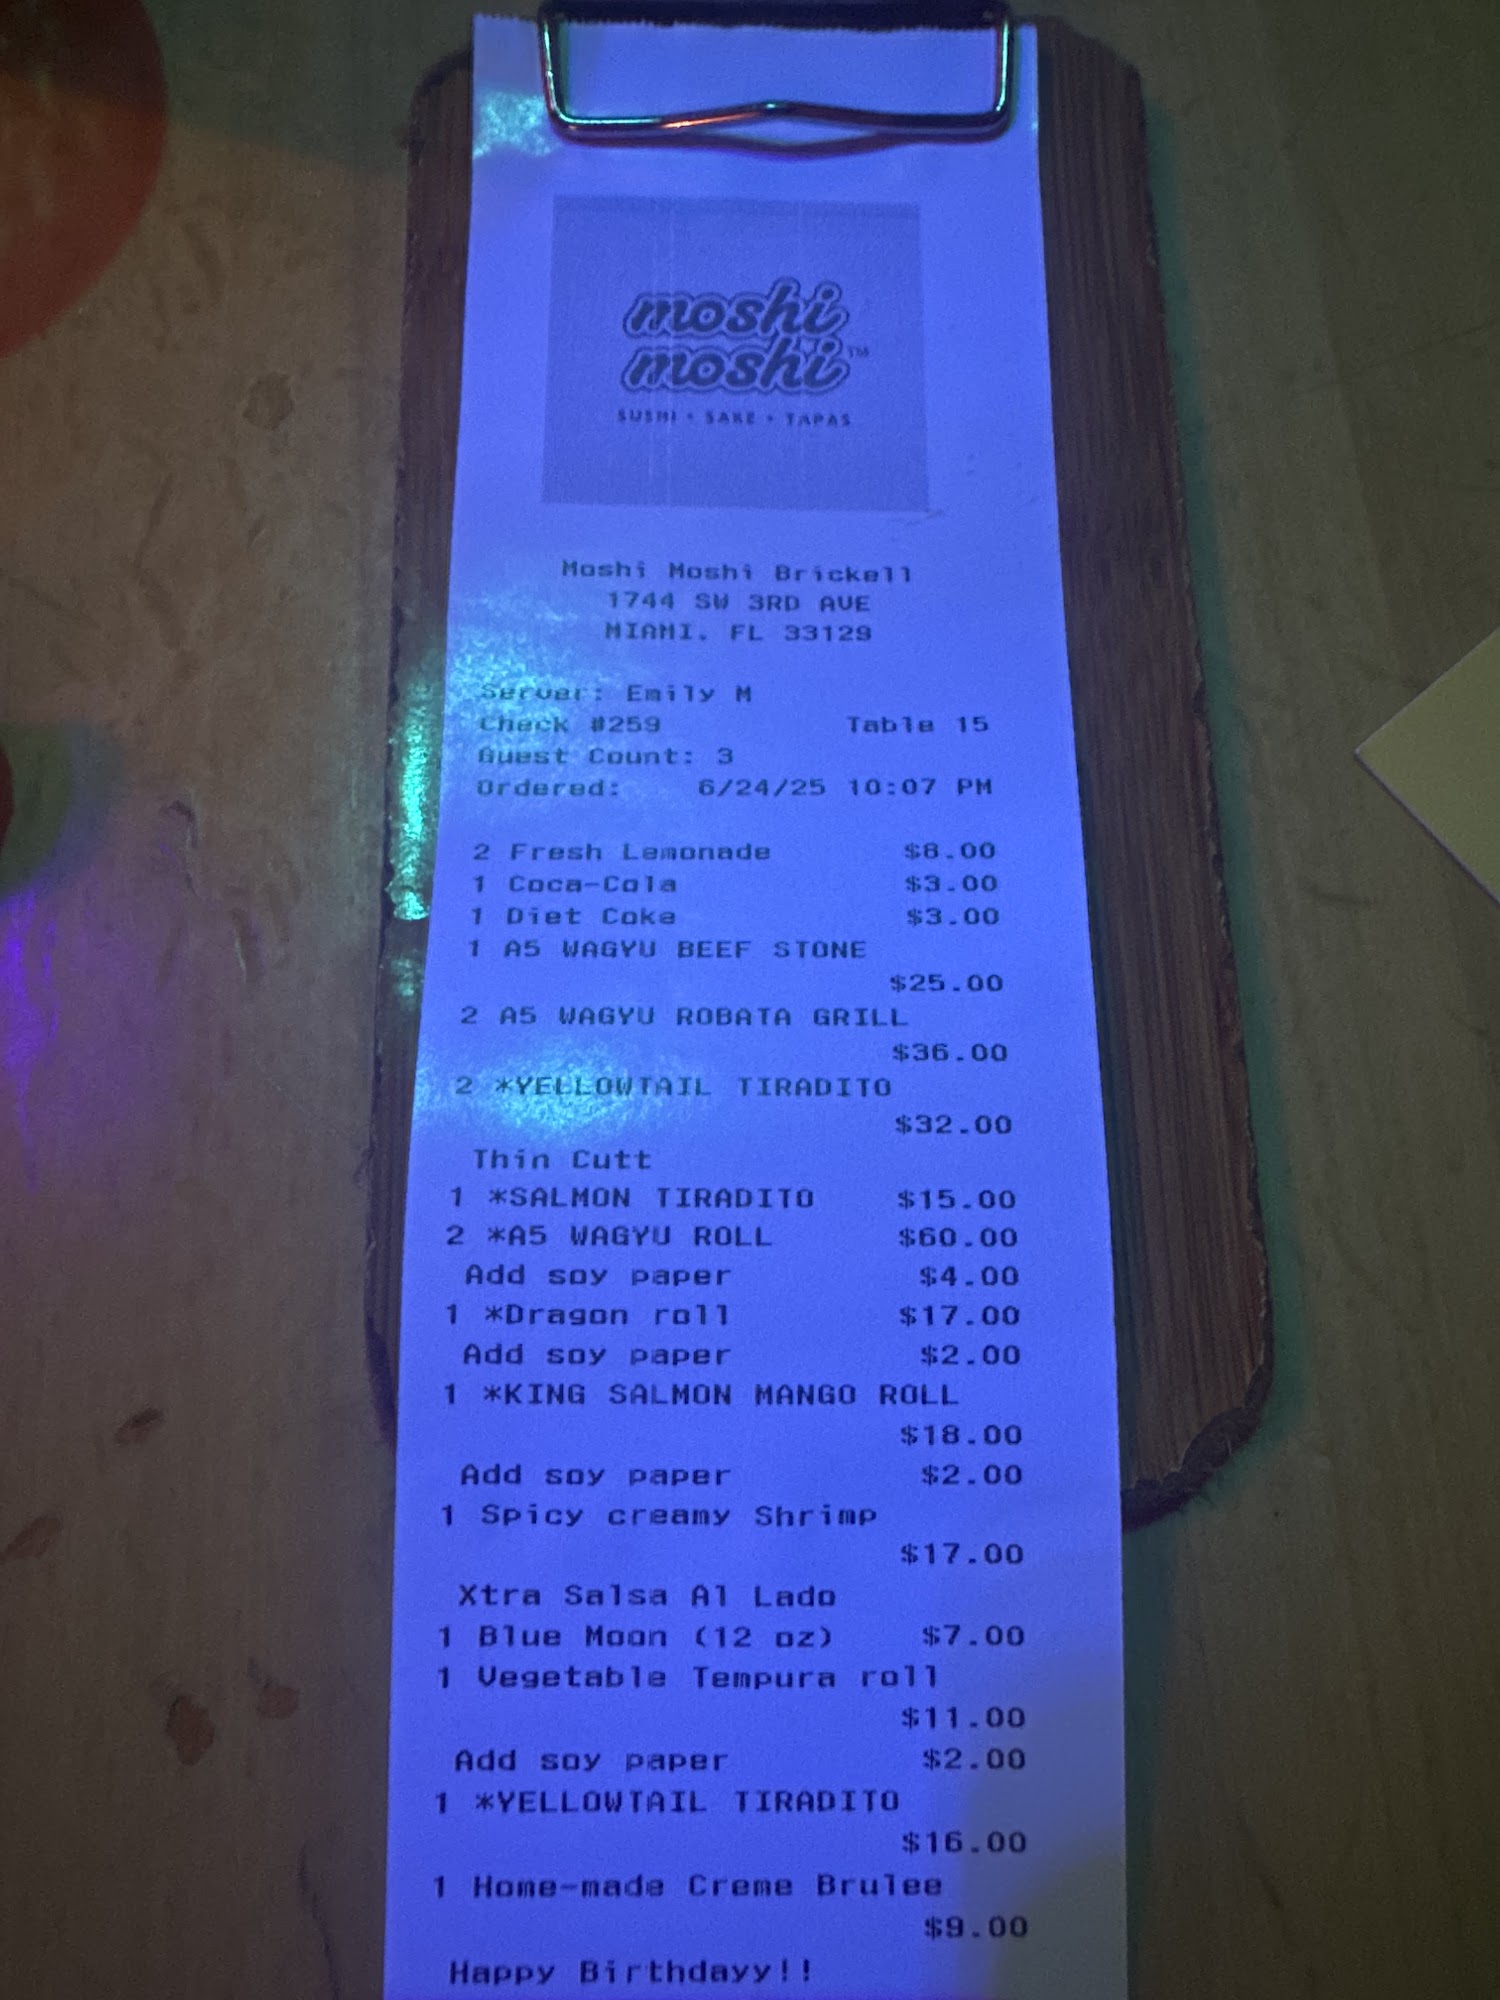 moshi
moshi™
SUSHI • SAKE • TAPAS
Moshi Moshi Brickell
1744 SW 3RD AVE
MIAMI, FL 33129
Server: Emily M
Check #259 Table 15
Guest Count: 3
Ordered: 6/24/25 10:07 PM
2 Fresh Lemonade $8.00
1 Coca-Cola $3.00
1 Diet Coke $3.00
1 A5 WAGYU BEEF STONE
$25.00
2 A5 WAGYU ROBATA GRILL
$36.00
2 *YELLOWTAIL TIRADITO
$32.00
Thin Cutt
1 *SALMON TIRADITO $15.00
2 *A5 WAGYU ROLL $60.00
Add soy paper $4.00
1 *Dragon roll $17.00
Add soy paper $2.00
1 *KING SALMON MANGO ROLL
$18.00
Add soy paper $2.00
1 Spicy creamy Shrimp
$17.00
Xtra Salsa Al Lado
1 Blue Moon (12 oz) $7.00
1 Vegetable Tempura roll
$11.00
Add soy paper $2.00
1 *YELLOWTAIL TIRADITO
$16.00
1 Home-made Creme Brulee
$9.00
Happy Birthdayy!!